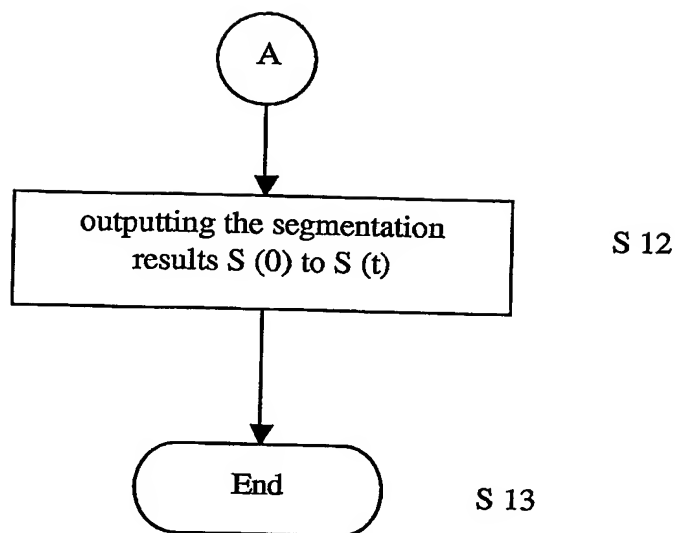 A
outputting the segmentation
results S (0) to S (t)
S 12
End
S 13